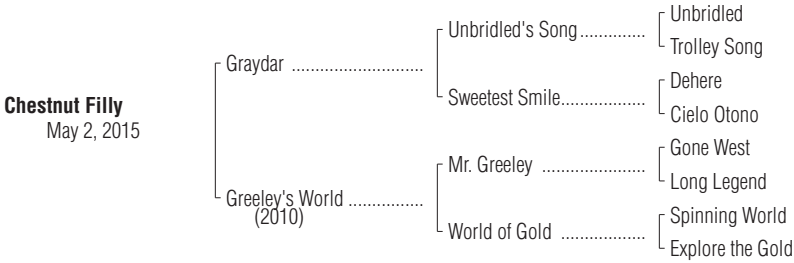 Unbridled
Unbridled's Song..............
Trolley Song
Graydar ............................
Dehere
Sweetest Smile..................
Cielo Otono
Chestnut Filly
May 2, 2015
Gone West
Mr. Greeley ......................
Long Legend
Greeley's World ................
(2010)
Spinning World
World of Gold ..................
Explore the Gold